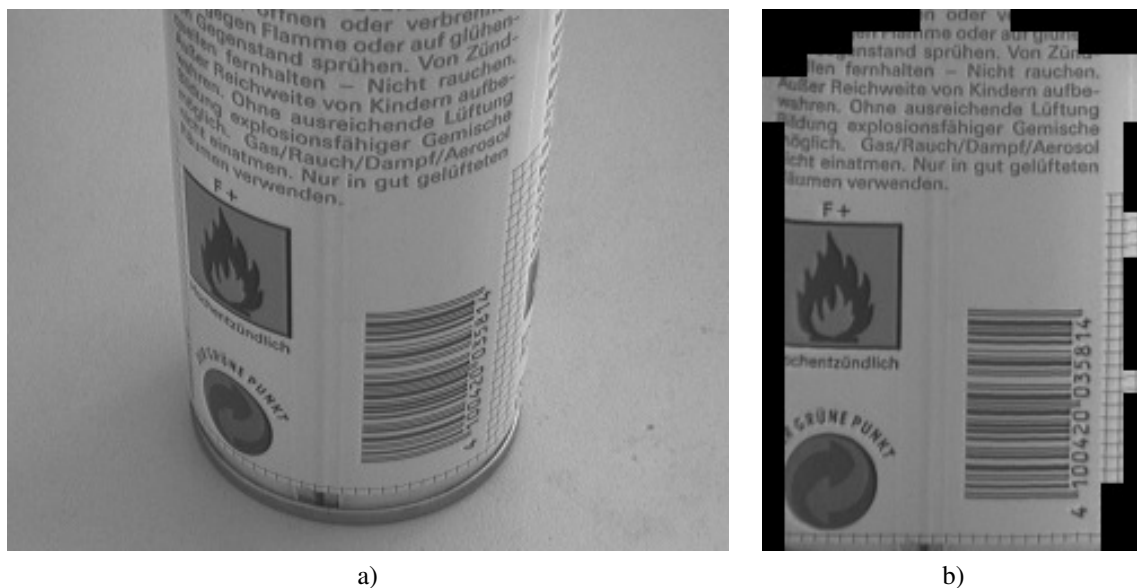 öffnen oder verbrennen
gegen Flamme oder auf glühen-
Gegenstand sprühen. Von Zünd-
quellen fernhalten – Nicht rauchen.
Außer Reichweite von Kindern aufbe-
wahren. Ohne ausreichende Lüftung
Bildung explosionsfähiger Gemische
möglich. Gas/Rauch/Dampf/Aerosol
nicht einatmen. Nur in gut gelüfteten
Räumen verwenden.
F+
hochentzündlich
DER GRÜNE PUNKT
4 100420 035814
a)
oder
Flamme oder auf
Gegenstand sprühen. Von Zünd-
llen fernhalten – Nicht rauchen.
Außer Reichweite von Kindern aufbe-
wahren. Ohne ausreichende Lüftung
Bildung explosionsfähiger Gemische
möglich. Gas/Rauch/Dampf/Aerosol
nicht einatmen. Nur in gut gelüfteten
Räumen verwenden.
F+
chentzündlich
GRÜNE PUNKT
4 100420 035814
b)